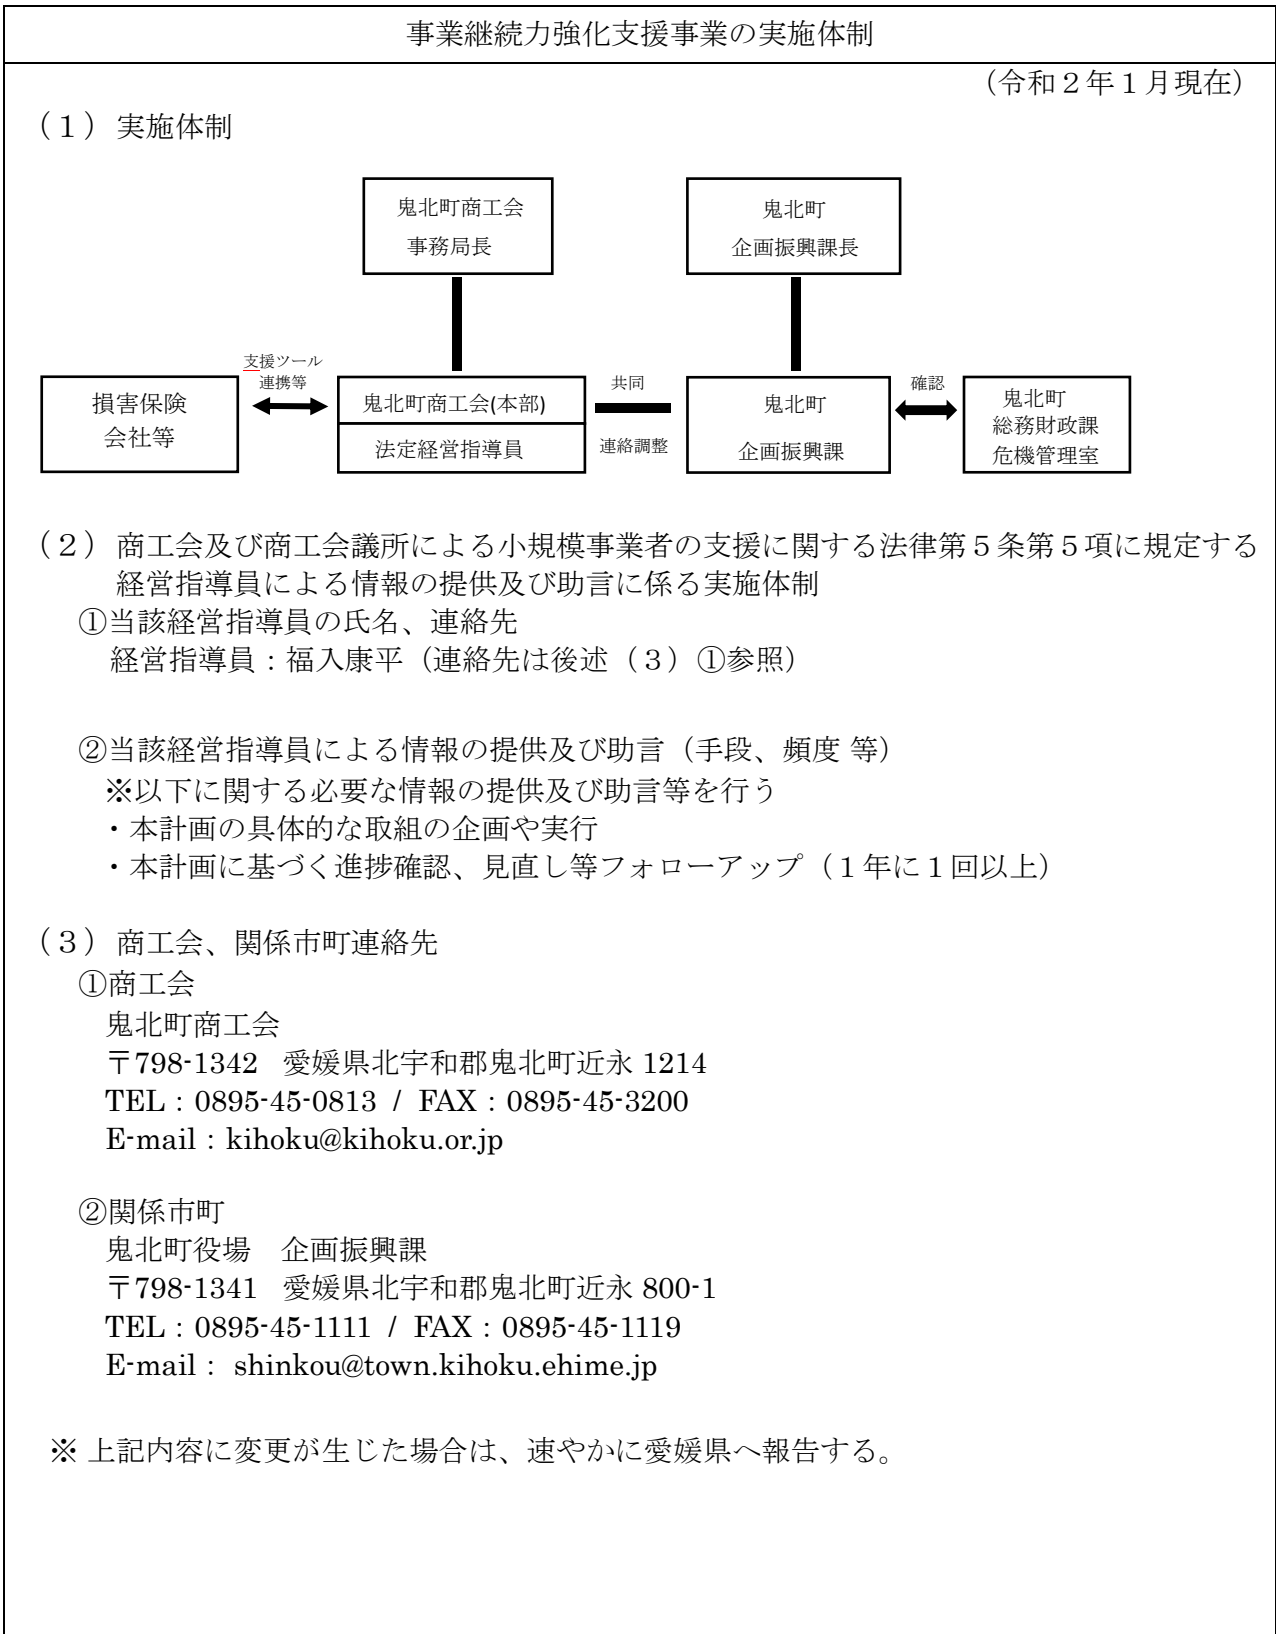 事業継続力強化支援事業の実施体制
（令和２年１月現在）
（１）実施体制
鬼北町商工会
事務局長
鬼北町
企画振興課長
支援ツール
連携等
損害保険
会社等
鬼北町商工会(本部)
法定経営指導員
共同
連絡調整
鬼北町
企画振興課
確認
鬼北町
総務財政課
危機管理室
（２）商工会及び商工会議所による小規模事業者の支援に関する法律第５条第５項に規定する
経営指導員による情報の提供及び助言に係る実施体制
①当該経営指導員の氏名、連絡先
経営指導員：福入康平（連絡先は後述（３）①参照）
②当該経営指導員による情報の提供及び助言（手段、頻度 等）
※以下に関する必要な情報の提供及び助言等を行う
・本計画の具体的な取組の企画や実行
・本計画に基づく進捗確認、見直し等フォローアップ（１年に１回以上）
（３）商工会、関係市町連絡先
①商工会
鬼北町商工会
〒798-1342 愛媛県北宇和郡鬼北町近永 1214
TEL：0895-45-0813 / FAX：0895-45-3200
E-mail：kihoku@kihoku.or.jp
②関係市町
鬼北町役場　企画振興課
〒798-1341 愛媛県北宇和郡鬼北町近永 800-1
TEL：0895-45-1111 / FAX：0895-45-1119
E-mail： shinkou@town.kihoku.ehime.jp
※ 上記内容に変更が生じた場合は、速やかに愛媛県へ報告する。